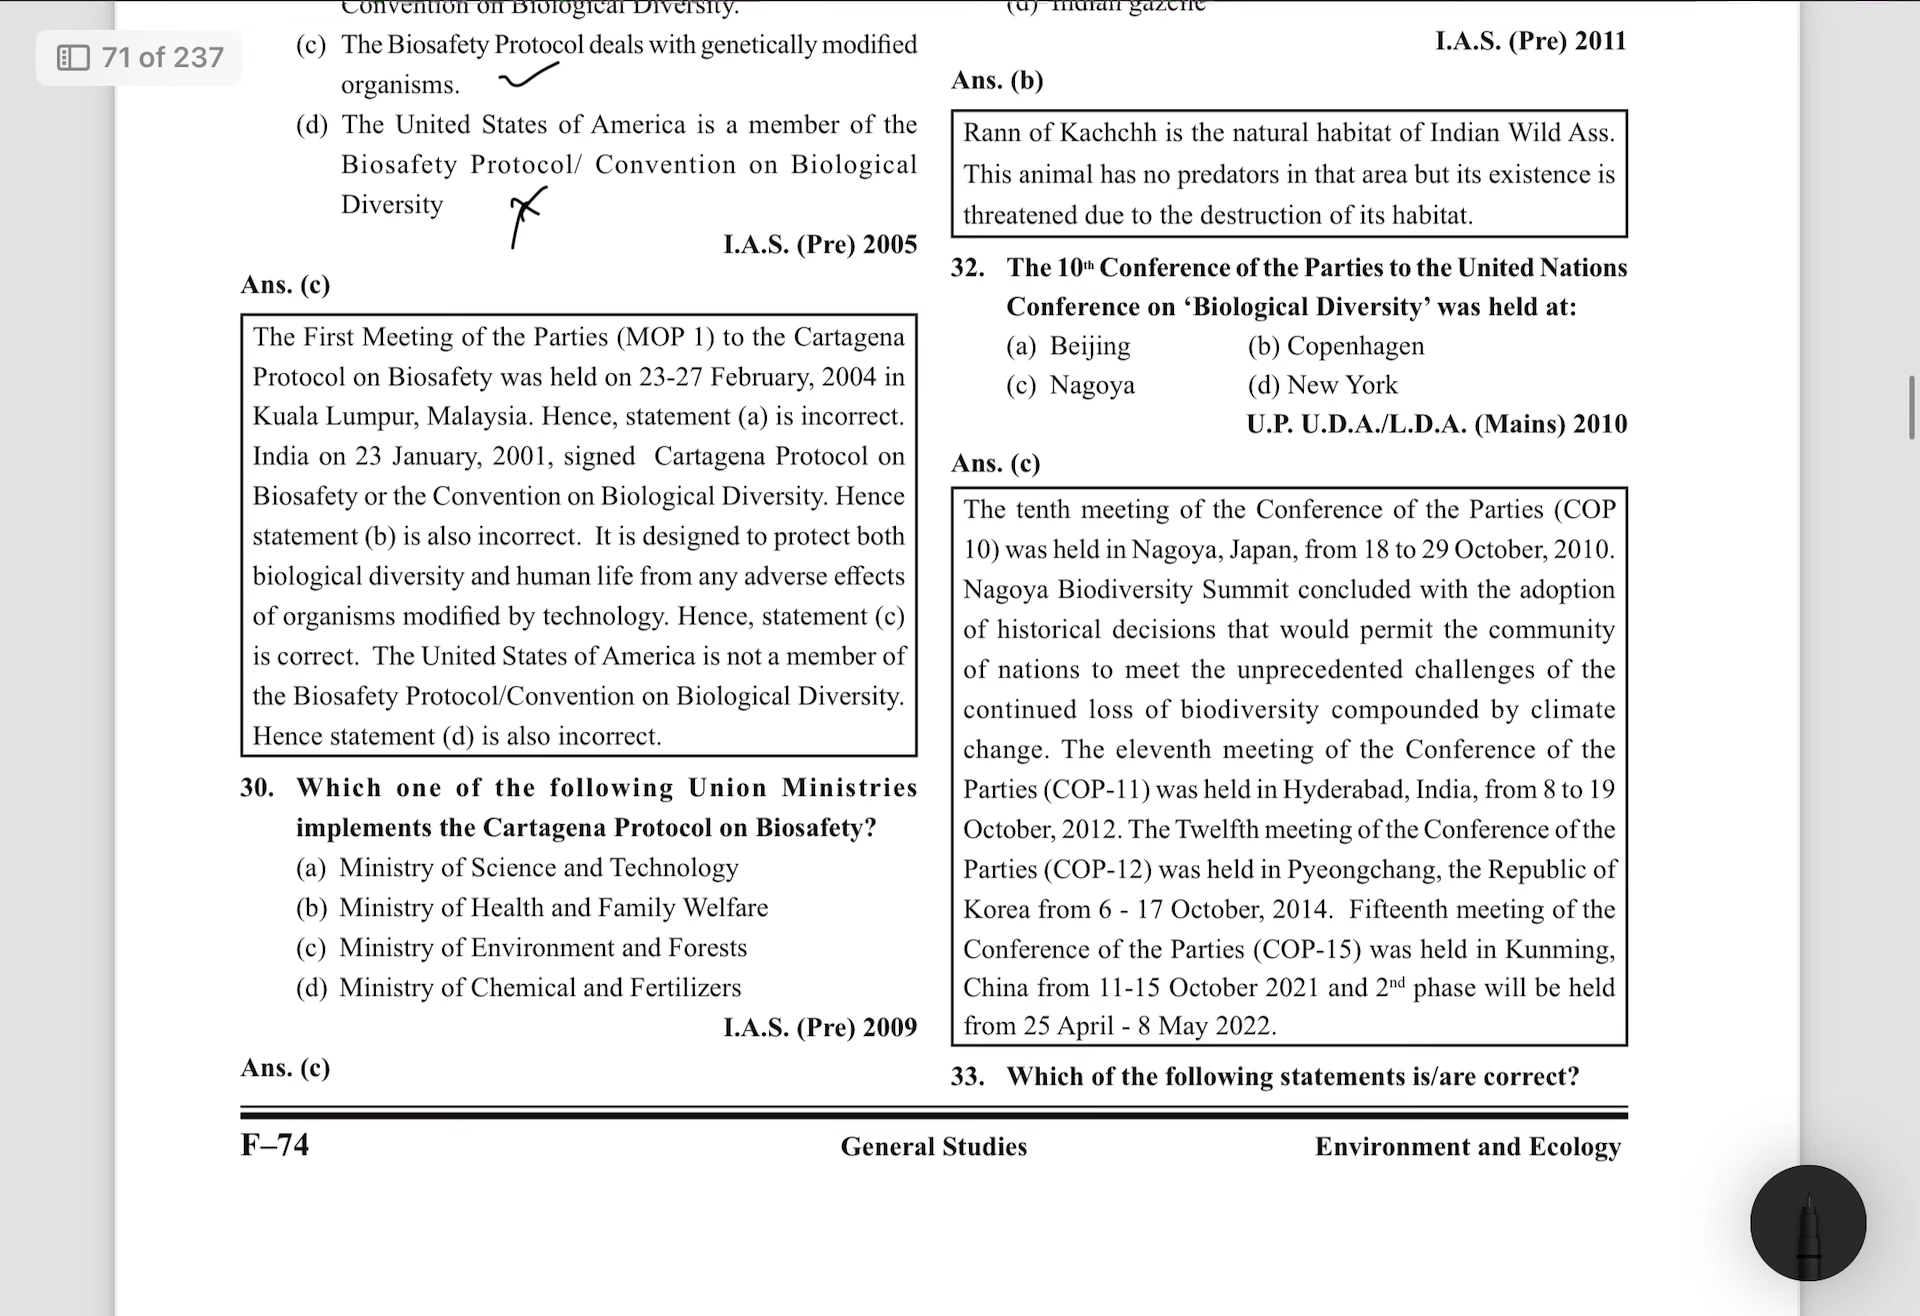 71 of 237
Convention on Biological Diversity.
(c) The Biosafety Protocol deals with genetically modified
organisms.
(d) The United States of America is a member of the
Biosafety Protocol/ Convention on Biological
Diversity
I.A.S. (Pre) 2005
Ans. (c)
The First Meeting of the Parties (MOP 1) to the Cartagena
Protocol on Biosafety was held on 23-27 February, 2004 in
Kuala Lumpur, Malaysia. Hence, statement (a) is incorrect.
India on 23 January, 2001, signed Cartagena Protocol on
Biosafety or the Convention on Biological Diversity. Hence
statement (b) is also incorrect. It is designed to protect both
biological diversity and human life from any adverse effects
of organisms modified by technology. Hence, statement (c)
is correct. The United States of America is not a member of
the Biosafety Protocol/Convention on Biological Diversity.
Hence statement (d) is also incorrect.
30. Which one of the following Union Ministries
implements the Cartagena Protocol on Biosafety?
(a) Ministry of Science and Technology
(b) Ministry of Health and Family Welfare
(c) Ministry of Environment and Forests
(d) Ministry of Chemical and Fertilizers
I.A.S. (Pre) 2009
Ans. (c)
(d) Indian gazelle
I.A.S. (Pre) 2011
Ans. (b)
Rann of Kachchh is the natural habitat of Indian Wild Ass.
This animal has no predators in that area but its existence is
threatened due to the destruction of its habitat.
32. The 10th Conference of the Parties to the United Nations
Conference on ‘Biological Diversity’ was held at:
(a) Beijing (b) Copenhagen
(c) Nagoya (d) New York
U.P. U.D.A./L.D.A. (Mains) 2010
Ans. (c)
The tenth meeting of the Conference of the Parties (COP
10) was held in Nagoya, Japan, from 18 to 29 October, 2010.
Nagoya Biodiversity Summit concluded with the adoption
of historical decisions that would permit the community
of nations to meet the unprecedented challenges of the
continued loss of biodiversity compounded by climate
change. The eleventh meeting of the Conference of the
Parties (COP-11) was held in Hyderabad, India, from 8 to 19
October, 2012. The Twelfth meeting of the Conference of the
Parties (COP-12) was held in Pyeongchang, the Republic of
Korea from 6 - 17 October, 2014. Fifteenth meeting of the
Conference of the Parties (COP-15) was held in Kunming,
China from 11-15 October 2021 and 2nd phase will be held
from 25 April - 8 May 2022.
33. Which of the following statements is/are correct?
F–74 General Studies Environment and Ecology